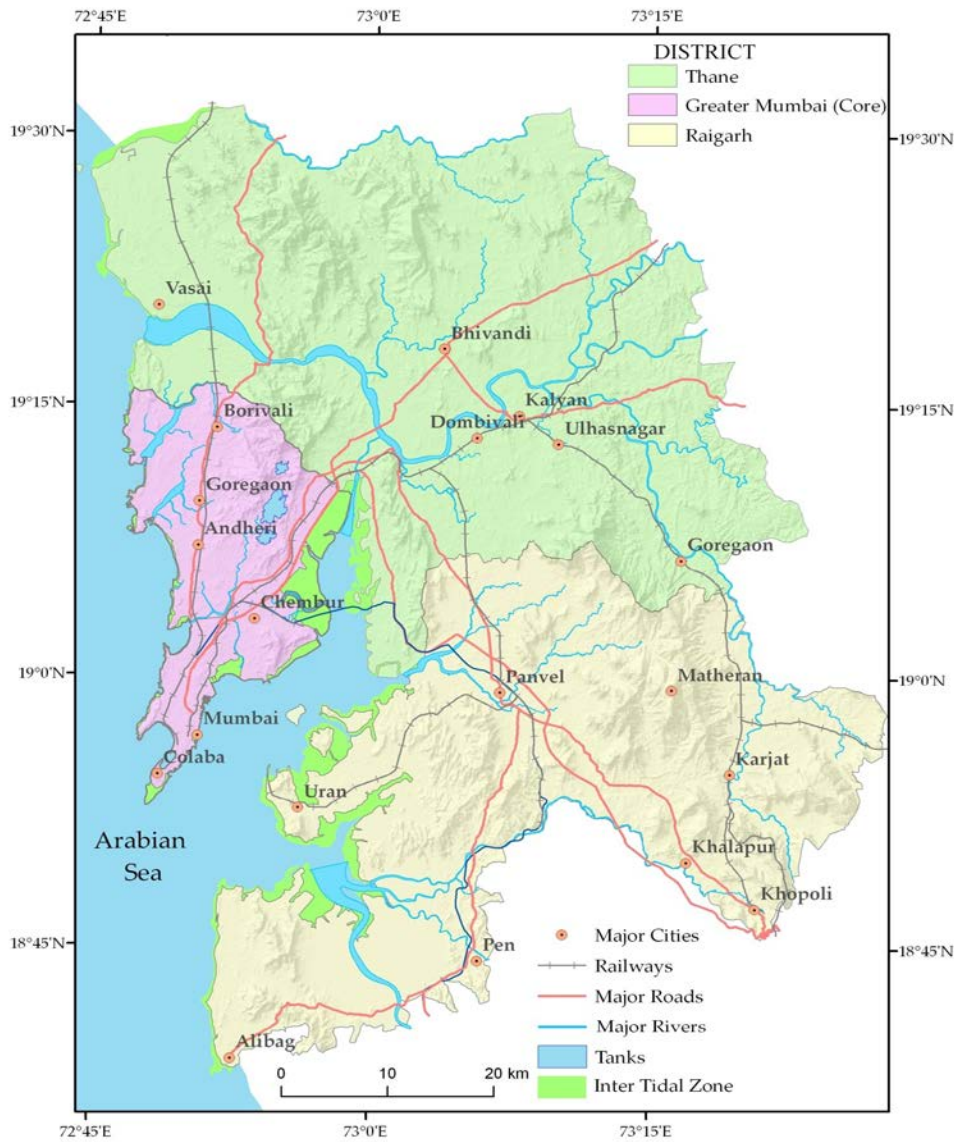 72°45'E
73°0'E
73°15'E
DISTRICT
Thane
Greater Mumbai (Core)
Raigarh
19°30'N
19°30'N
Vasai
Bhivandi
19°15'N
19°15'N
Borivali
Kalyan
Dombivali
Ulhasnagar
Goregaon
Andheri
Goregaon
Chembur
19°0'N
19°0'N
Panvel
Matheran
Mumbai
Colaba
Karjat
Uran
Arabian
Sea
Khalapur
Khopoli
18°45'N
18°45'N
Pen
Major Cities
Railways
Major Roads
Major Rivers
Tanks
Inter Tidal Zone
Alibag
0 10 20 km
72°45'E
73°0'E
73°15'E